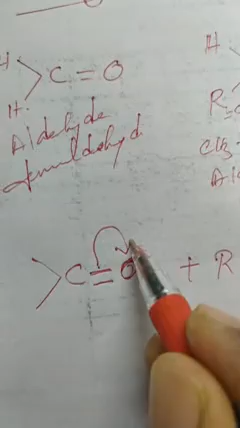 H
H
C = O
H.
R
Aldehyde
formaldehyde
CH3
C = O + R